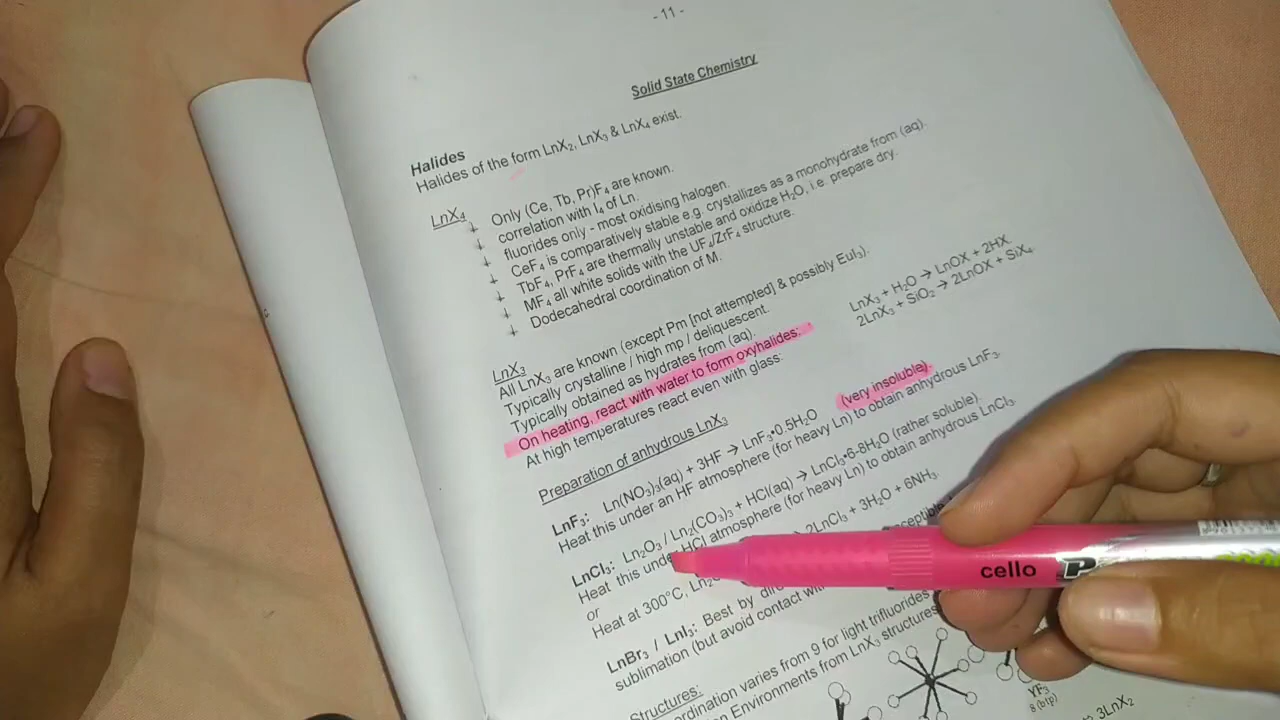 - 11 -
Solid State Chemistry
Halides
Halides of the form LnX2, LnX3 & LnX4 exist.
LnX4
Only (Ce, Tb, Pr)F4 are known.
correlation with I4 of Ln.
fluorides only - most oxidising halogen.
CeF4 is comparatively stable e.g. crystallizes as a monohydrate from (aq).
TbF4, PrF4 are thermally unstable and oxidize H2O, i.e. prepare dry.
MF4 all white solids with the UF4/ZrF4 structure.
Dodecahedral coordination of M.
LnX3
All LnX3 are known (except Pm [not attempted] & possibly EuI3).
Typically crystalline / high mp / deliquescent.
Typically obtained as hydrates from (aq).
On heating, react with water to form oxyhalides:
LnX3 + H2O → LnOX + 2HX
At high temperatures react even with glass:
2LnX3 + SiO2 → 2LnOX + SiX4
Preparation of anhydrous LnX3
LnF3: Ln(NO3)3(aq) + 3HF → LnF3•0.5H2O (very insoluble)
Heat this under an HF atmosphere (for heavy Ln) to obtain anhydrous LnF3.
LnCl3: Ln2O3 / Ln2(CO3)3 + HCl(aq) → LnCl3•6-8H2O (rather soluble)
Heat this unde HCl atmosphere (for heavy Ln) to obtain anhydrous LnCl3.
or
Heat at 300°C, Ln2 2LnCl3 + 3H2O + 6NH3
LnBr3 / LnI3: Best by
sublimation (but avoid contact
Structures:
ordination varies from 9 for light trifluorides
Environments from LnX3 structures
YF3
3LnX2
cello